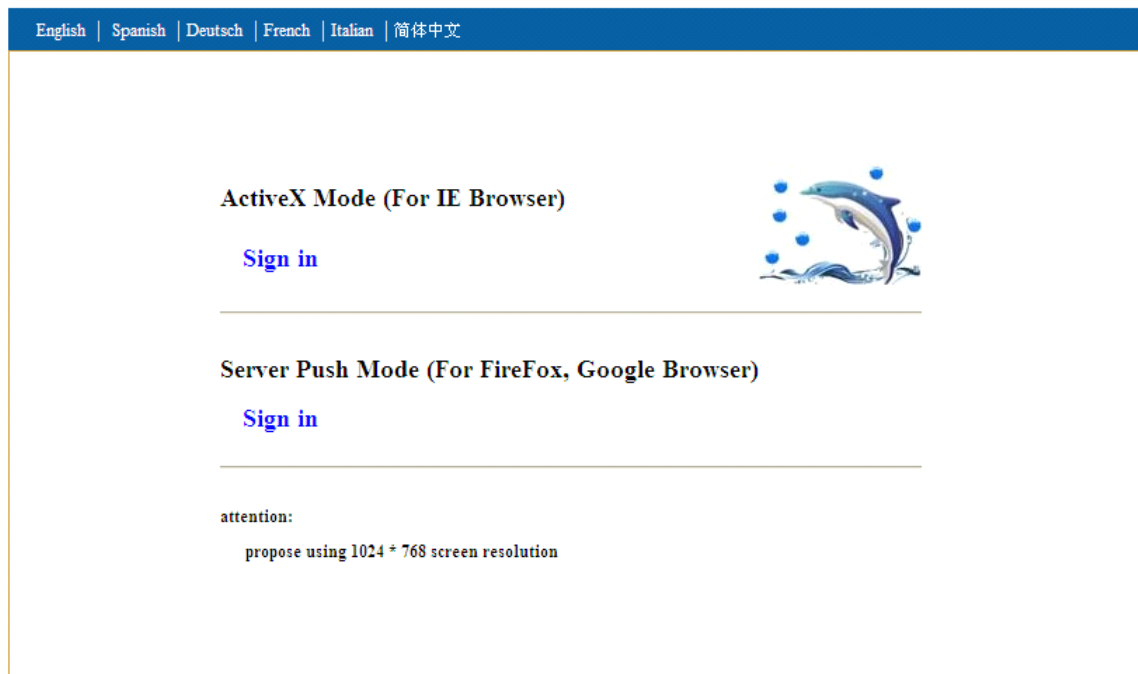 English | Spanish | Deutsch | French | Italian | 简体中文
ActiveX Mode (For IE Browser)
Sign in
Server Push Mode (For FireFox, Google Browser)
Sign in
attention:
propose using 1024 * 768 screen resolution